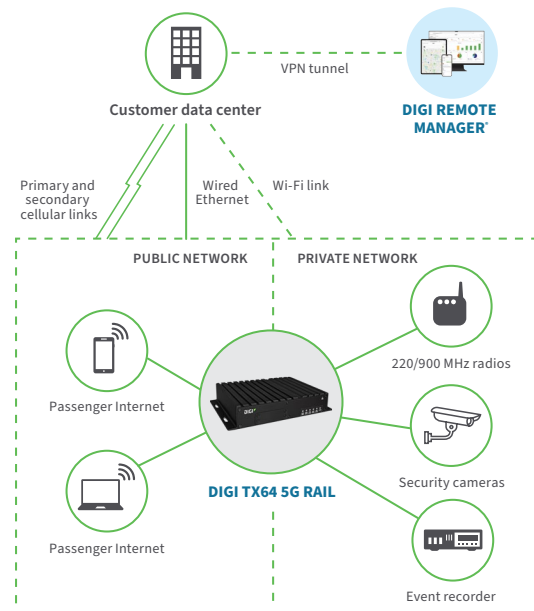 VPN tunnel
Customer data center
DIGI REMOTE
MANAGER®
Primary and
secondary
cellular links
Wired
Ethernet
Wi-Fi link
PUBLIC NETWORK
PRIVATE NETWORK
Passenger Internet
220/900 MHz radios
DIGI
Security cameras
DIGI TX64 5G RAIL
Passenger Internet
Event recorder